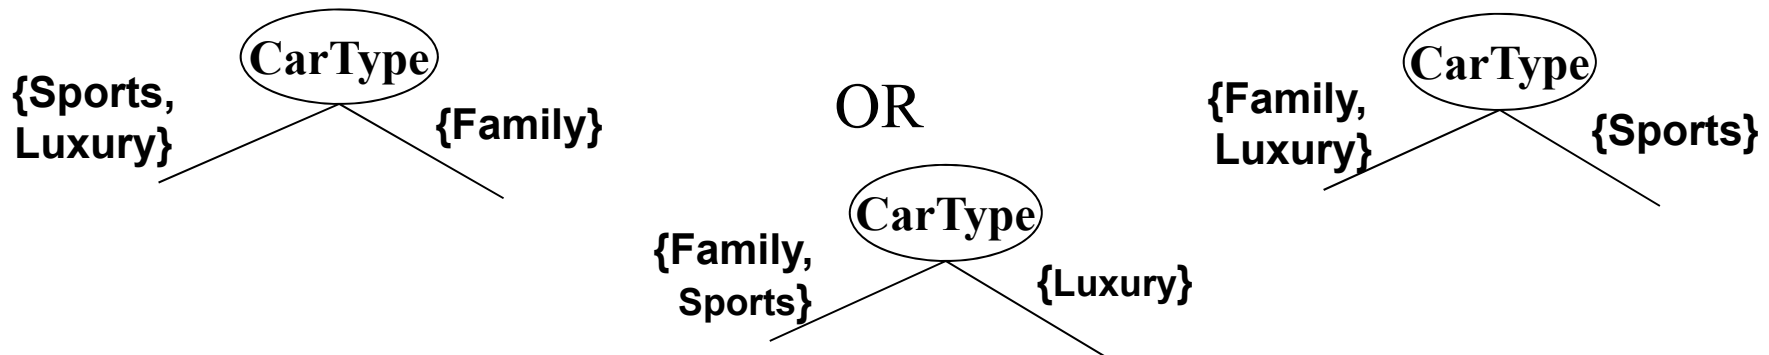 CarType
{Sports,
Luxury}
{Family}
OR
CarType
{Family,
Luxury}
{Sports}
CarType
{Family,
Sports}
{Luxury}